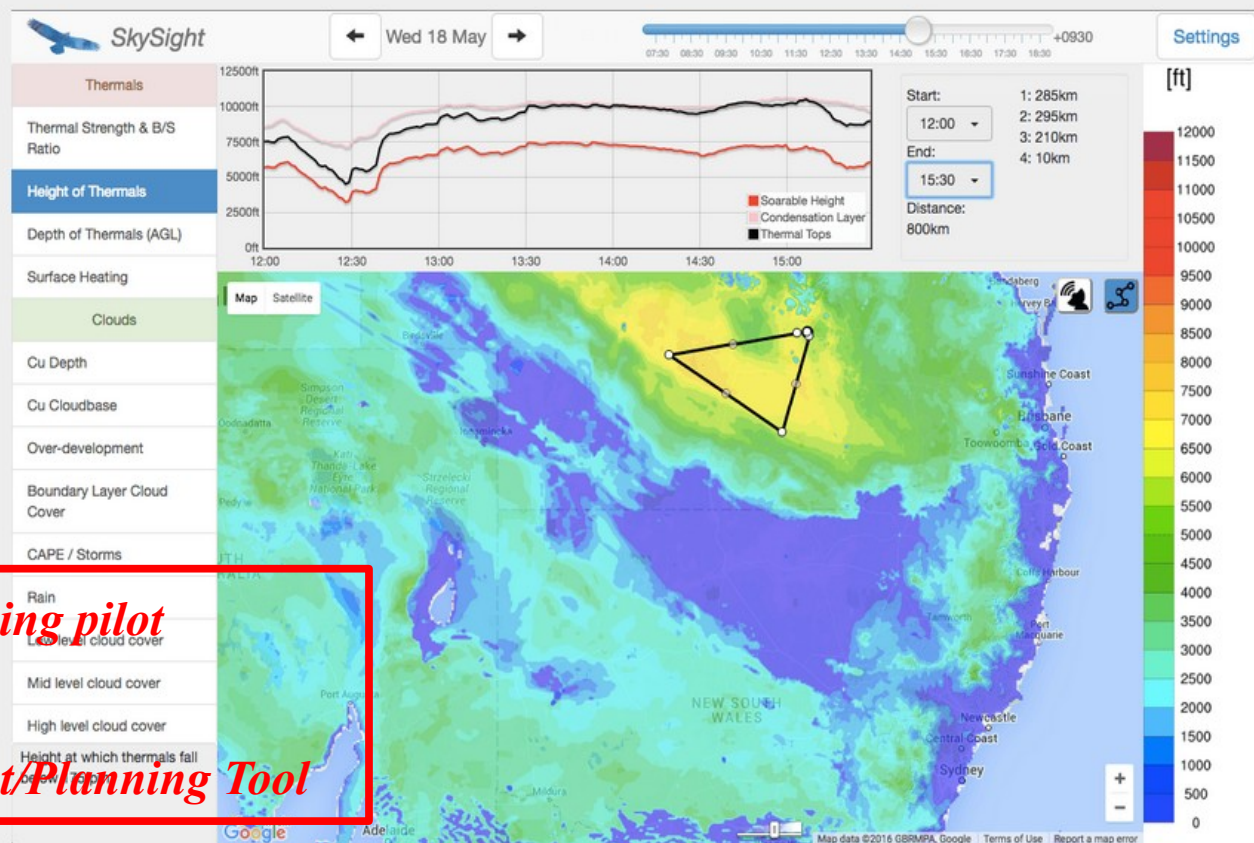 SkySight
Wed 18 May
07:30 08:30 09:30 10:30 11:30 12:30 13:30 14:30 15:30 16:30 17:30 18:30
+0930
Settings
Thermals
Thermal Strength & B/S
Ratio
Height of Thermals
Depth of Thermals (AGL)
Surface Heating
Clouds
Cu Depth
Cu Cloudbase
Over-development
Boundary Layer Cloud
Cover
CAPE / Storms
Rain
Low level cloud cover
Mid level cloud cover
High level cloud cover
Height at which thermals fall
12500ft
10000ft
7500ft
5000ft
2500ft
0ft
12:00 12:30 13:00 13:30 14:00 14:30 15:00
Soarable Height
Condensation Layer
Thermal Tops
Start:
12:00
End:
15:30
Distance:
800km
1: 285km
2: 295km
3: 210km
4: 10km
[ft]
12000
11500
11000
10500
10000
9500
9000
8500
8000
7500
7000
6500
6000
5500
5000
4500
4000
3500
3000
2500
2000
1500
1000
500
0
Map Satellite
Birdsville
Simpson
Desert
Regional
Reserve
Oodnadatta
Innamincka
Kati
Thanda-Lake
Eyre
National Park
Strzelecki
Regional
Reserve
Sunshine Coast
Brisbane
Toowoomba
Gold Coast
Coffs Harbour
Tamworth
Port
Macquarie
NEW SOUTH
WALES
Newcastle
Central Coast
Sydney
Port Augusta
Mildura
Adelaide
ing pilot
t/Planning Tool
+
−
Google
Map data ©2016 GBRMPA, Google Terms of Use Report a map error